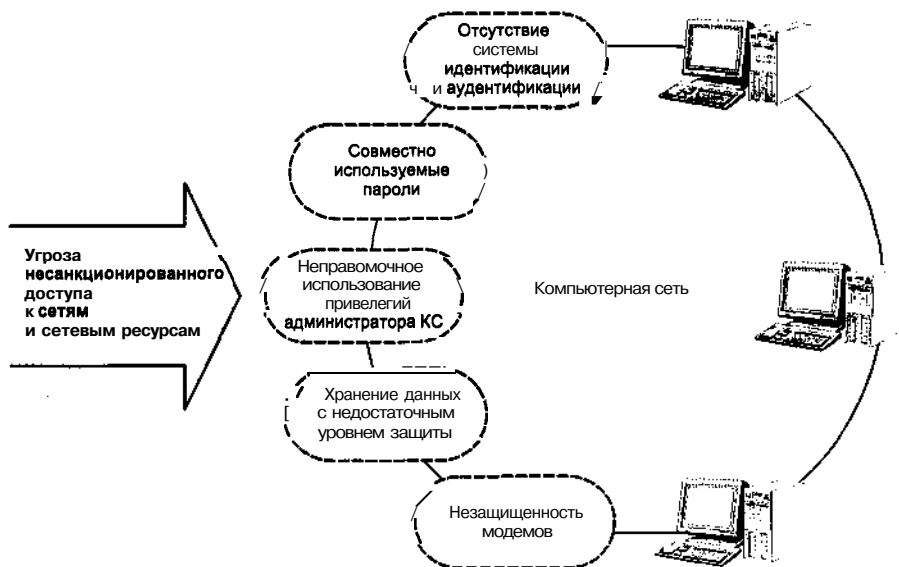 Отсутствие
системы
идентификации
и аудентификации
Совместно
используемые
пароли
Угроза
несанкционированного
доступа
к сетям
и сетевым ресурсам
Неправомочное
использование
привелегий
администратора КС
Компьютерная сеть
Хранение данных
с недостаточным
уровнем защиты
Незащищенность
модемов